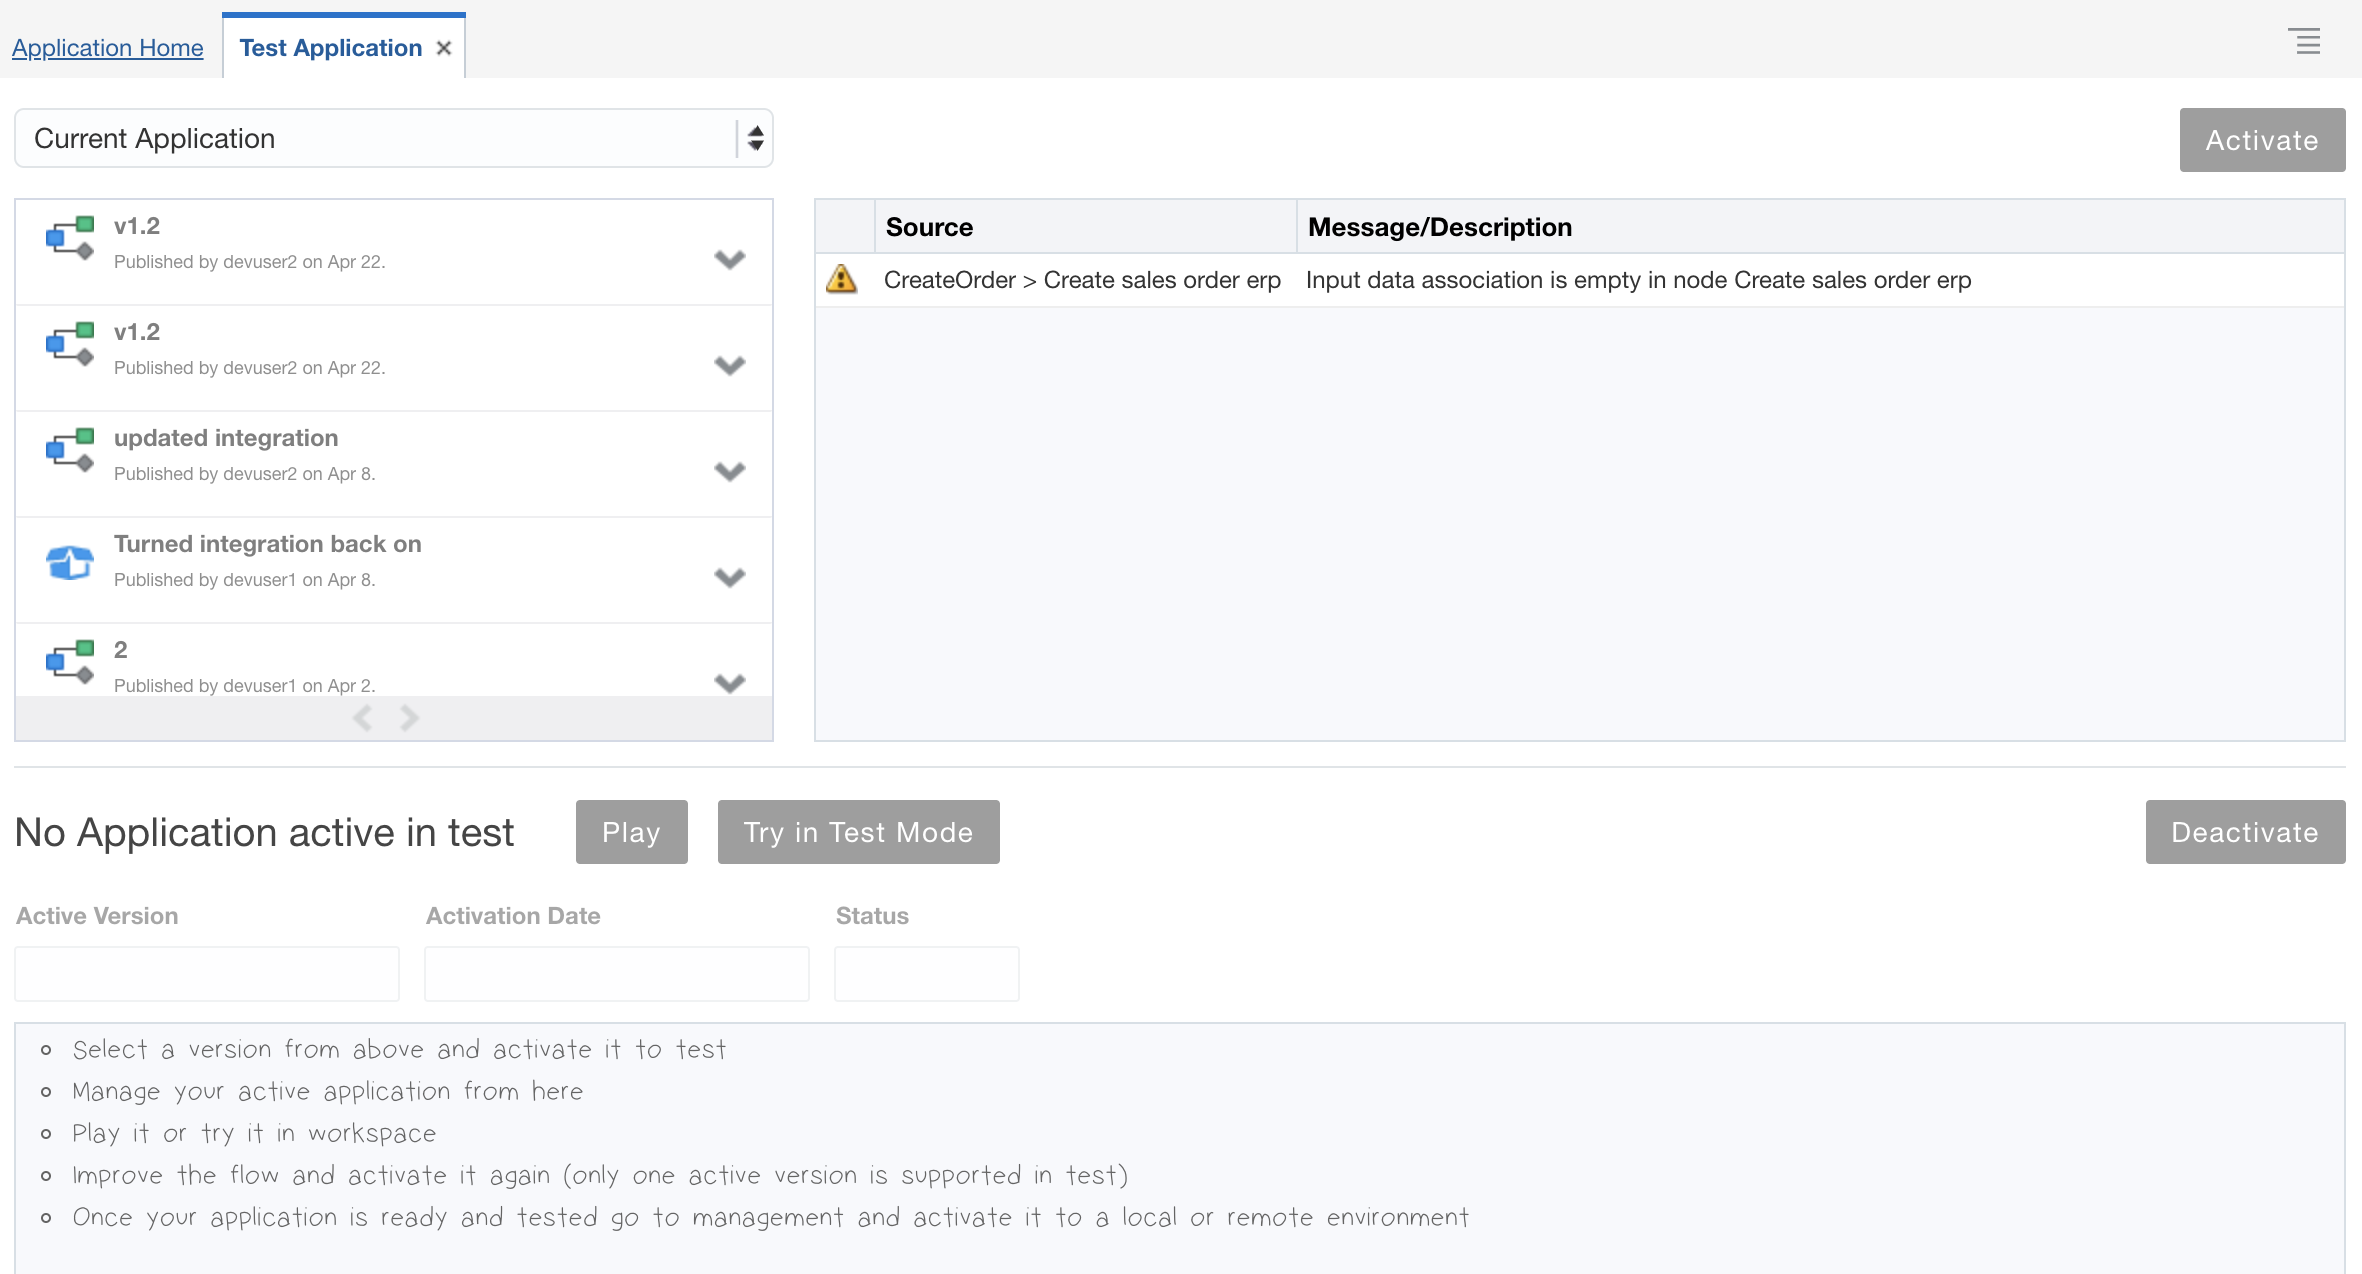 Application Home
Test Application
Current Application
Activate
v1.2
Published by devuser2 on Apr 22.
v1.2
Published by devuser2 on Apr 22.
updated integration
Published by devuser2 on Apr 8.
Turned integration back on
Published by devuser1 on Apr 8.
2
Published by devuser1 on Apr 2.
Source Message/Description
CreateOrder > Create sales order erp Input data association is empty in node Create sales order erp
No Application active in test Play Try in Test Mode Deactivate
Active Version Activation Date Status
Select a version from above and activate it to test
Manage your active application from here
Play it or try it in workspace
Improve the flow and activate it again (only one active version is supported in test)
Once your application is ready and tested go to management and activate it to a local or remote environment